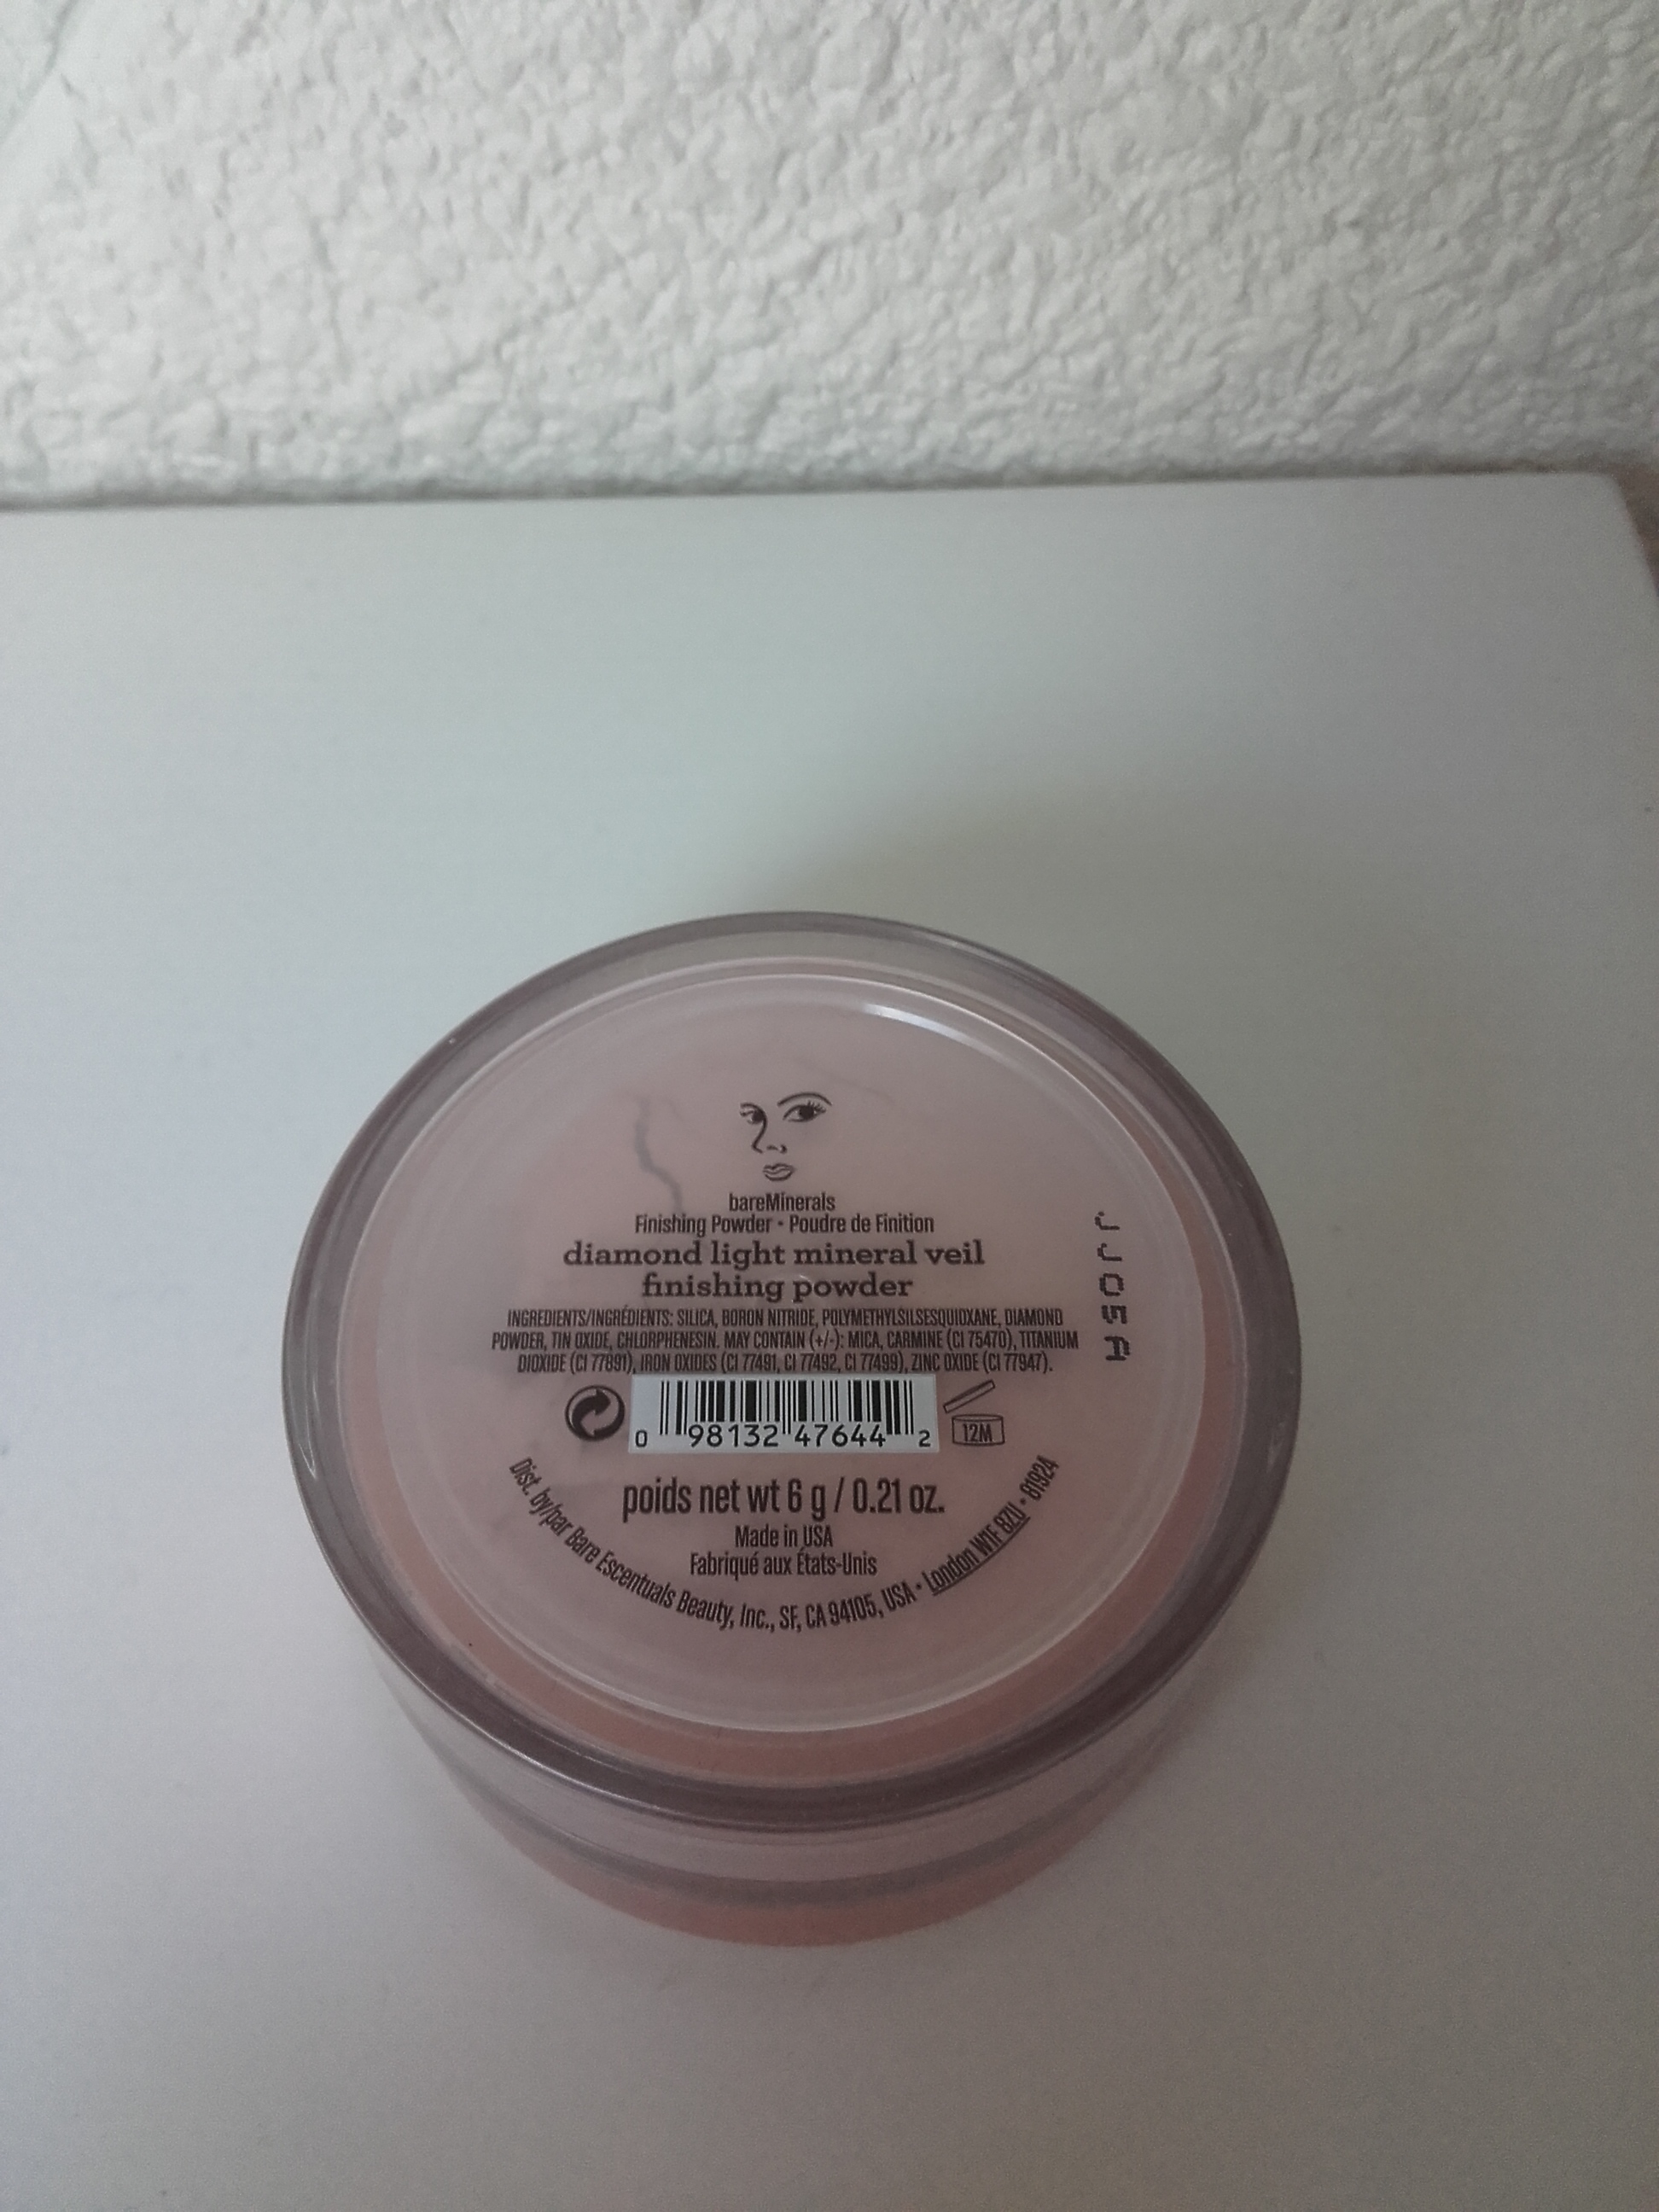 bareMinerals
Finishing Powder • Poudre de Finition
diamond light mineral veil
finishing powder
INGREDIENTS/INGRÉDIENTS: SILICA, BORON NITRIDE, POLYMETHYLSILSESQUIOXANE, DIAMOND
POWDER, TIN OXIDE, CHLORPHENESIN. MAY CONTAIN (+/-): MICA, CARMINE (CI 75470), TITANIUM
DIOXIDE (CI 77891), IRON OXIDES (CI 77491, CI 77492, CI 77499), ZINC OXIDE (CI 77947).
0 98132 47644 2
12M
poids net wt 6 g / 0.21 oz.
Made in USA
Fabriqué aux États-Unis
Dist. by/par Bare Escentuals Beauty, Inc., SF, CA 94105, USA • London W1F 8ZU • 81924